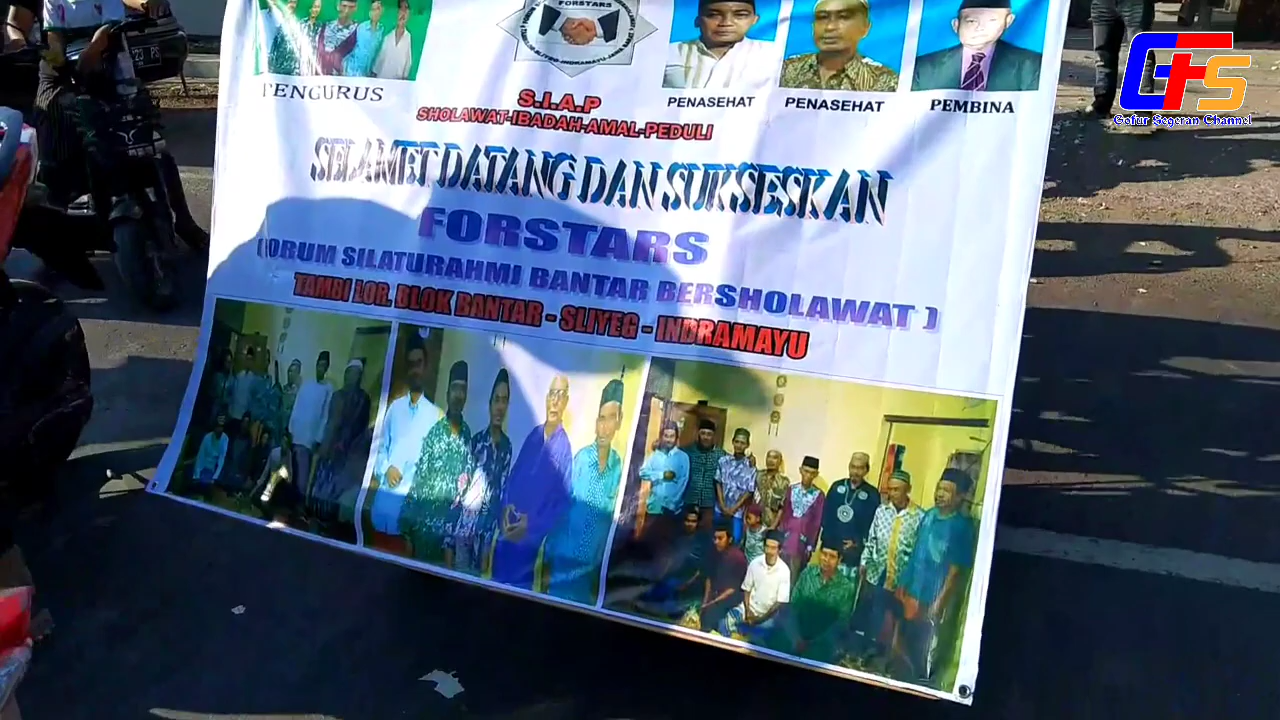 FORSTARS
PENGURUS
PENASEHAT
PENASEHAT
PEMBINA
S.I.A.P
SHOLAWAT-IBADAH-AMAL-PEDULI
SELAMET DATANG DAN SUKSESKAN
FORSTARS
( FORUM SILATURAHMI BANTAR BERSHOLAWAT )
TAMBI LOR. BLOK BANTAR - SLIYEG - INDRAMAYU
GFS
Gofur Segeran Channel